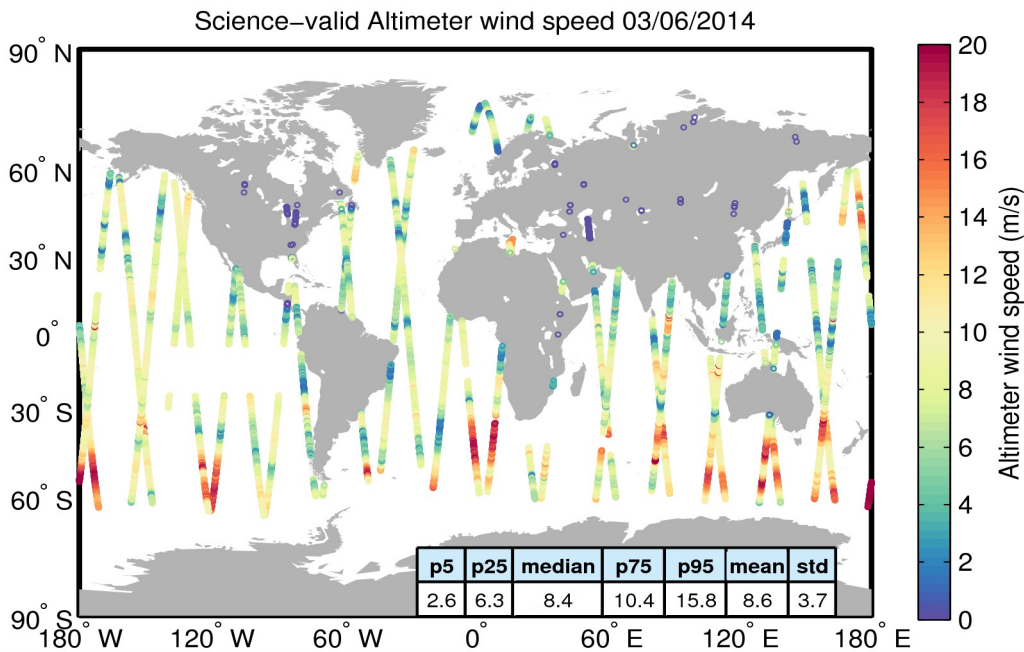 Science−valid Altimeter wind speed 03/06/2014
90° N
60° N
30° N
0°
30° S
60° S
90° S
180° W
120° W
60° W
0°
60° E
120° E
180° E
p5 p25 median p75 p95 mean std
2.6 6.3 8.4 10.4 15.8 8.6 3.7
20
18
16
14
12
10
8
6
4
2
0
Altimeter wind speed (m/s)